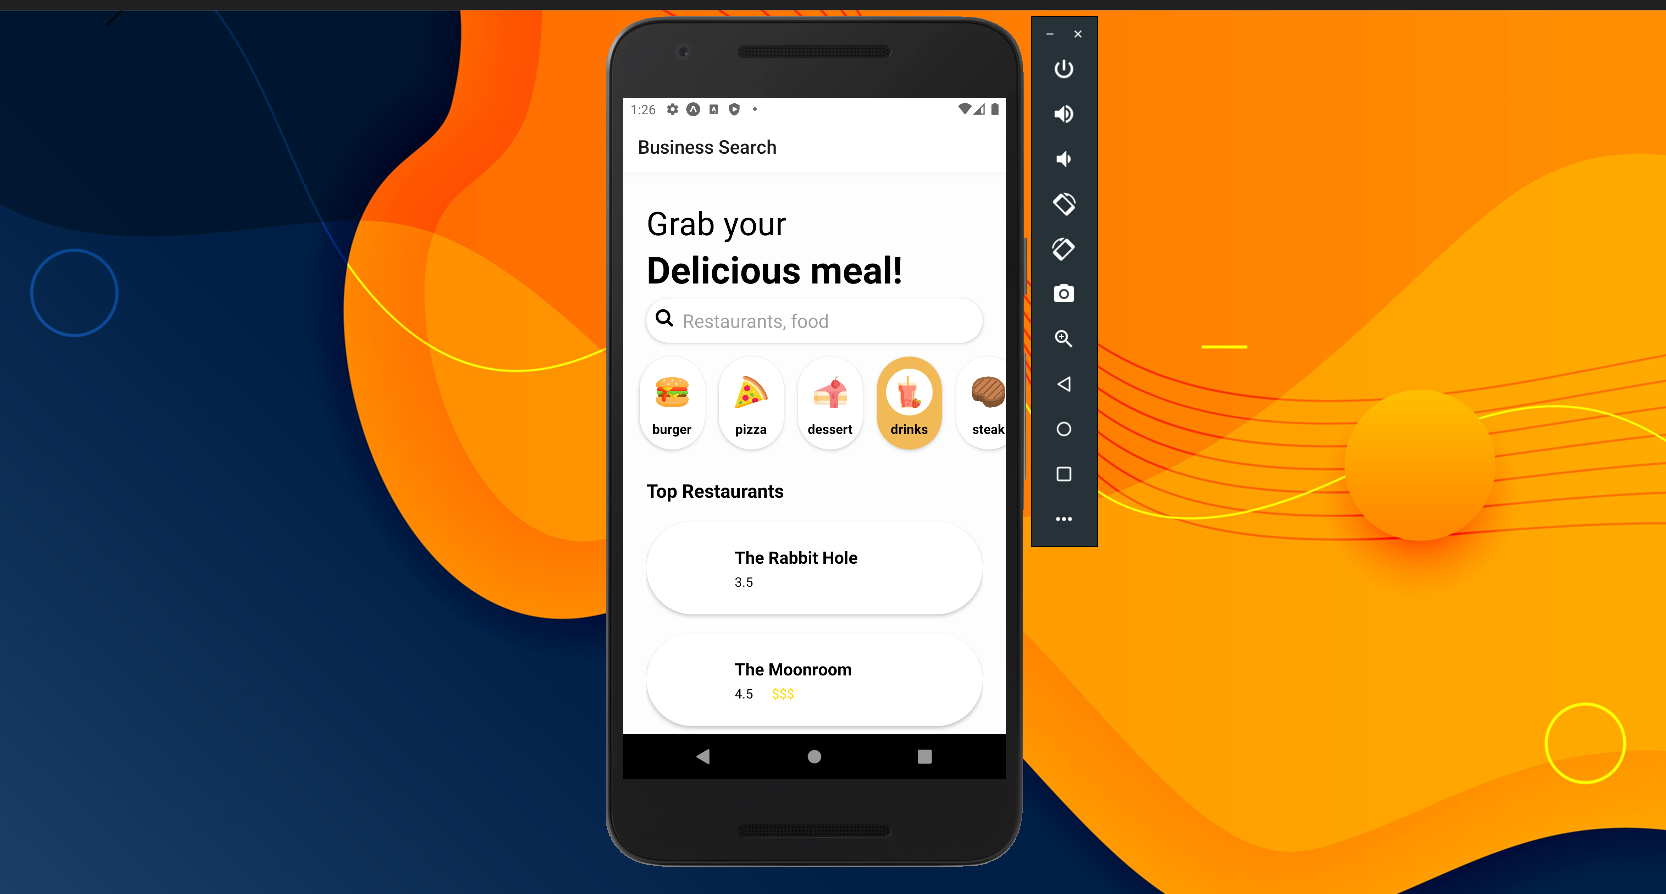 1:26
Business Search
Grab your
Delicious meal!
Restaurants, food
burger pizza dessert drinks steak
Top Restaurants
The Rabbit Hole
3.5
The Moonroom
4.5 $$$